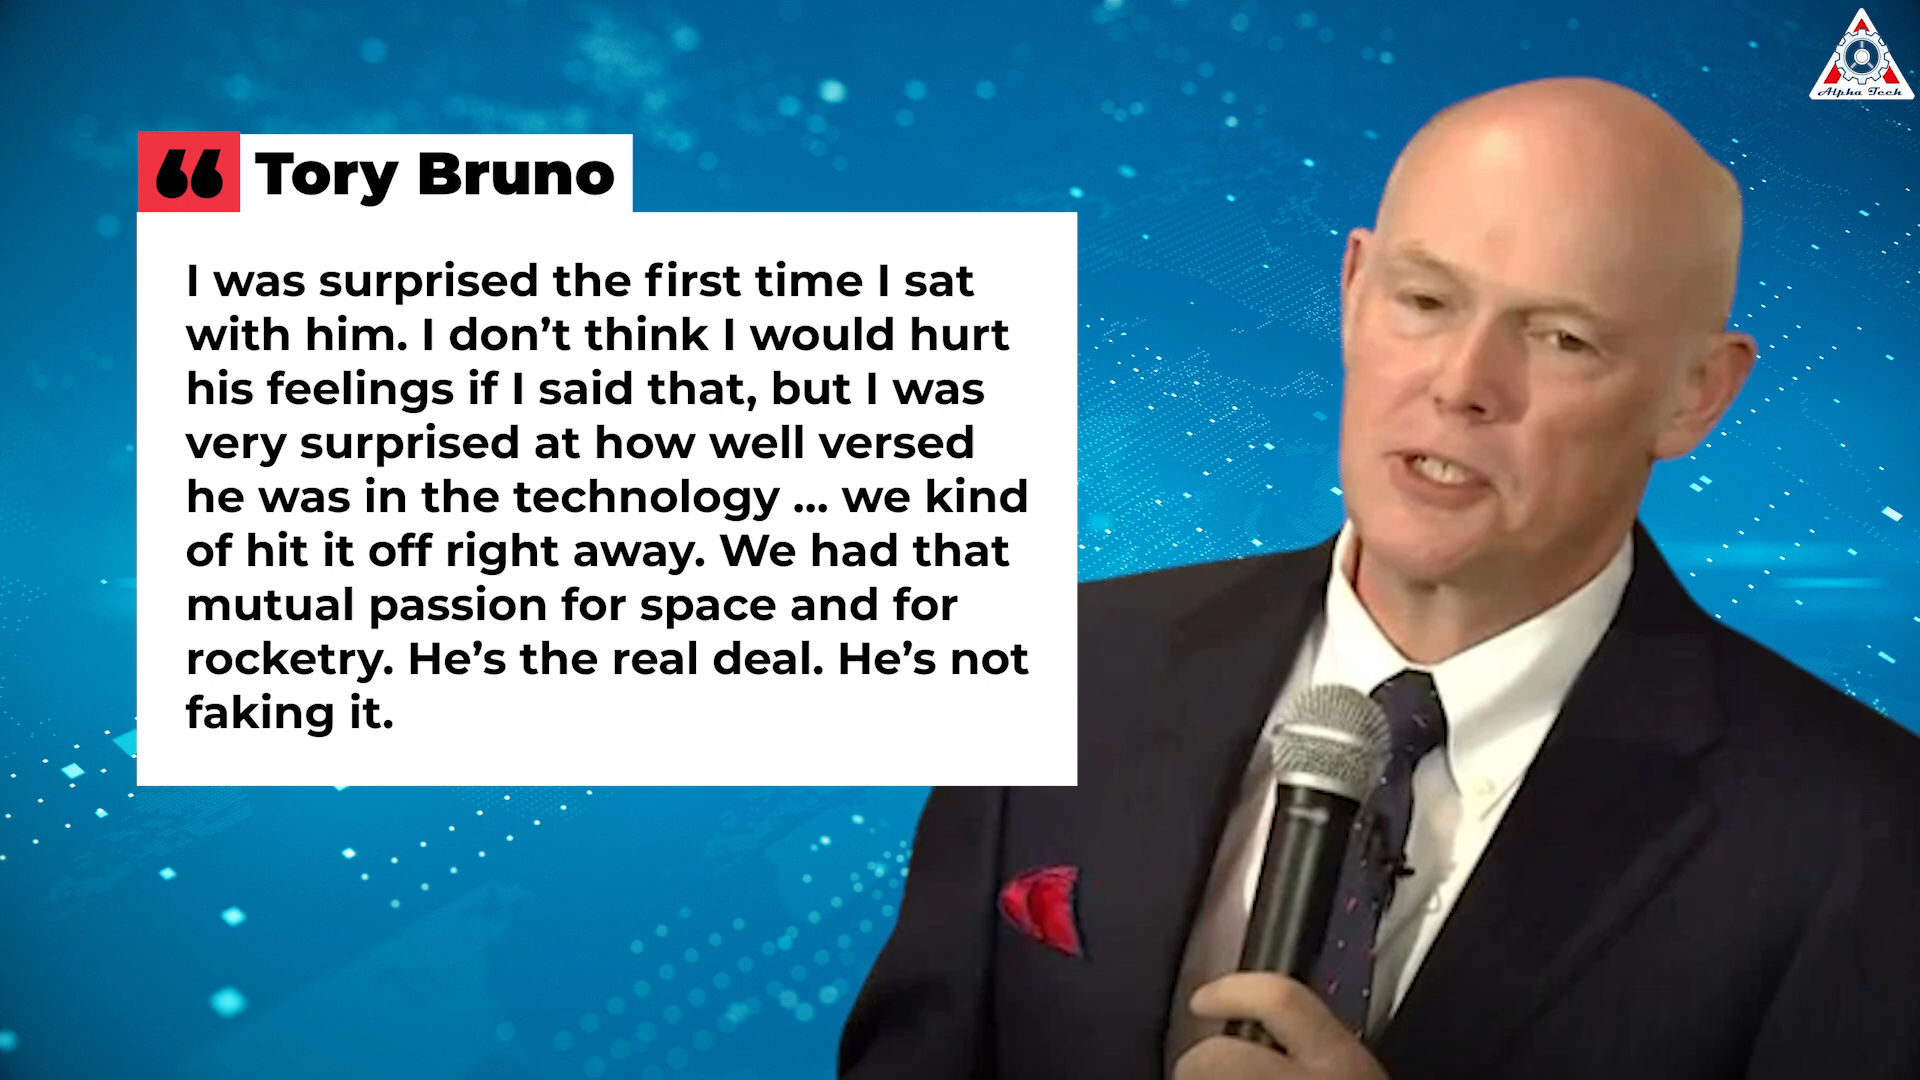 “ Tory Bruno
I was surprised the first time I sat
with him. I don’t think I would hurt
his feelings if I said that, but I was
very surprised at how well versed
he was in the technology ... we kind
of hit it off right away. We had that
mutual passion for space and for
rocketry. He’s the real deal. He’s not
faking it.
Alpha Tech